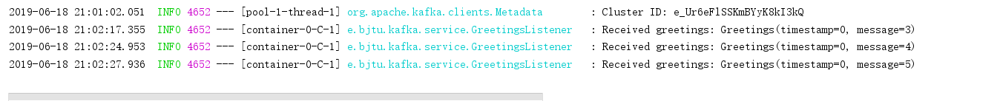 2019-06-18 21:01:02.051  INFO 4652 --- [pool-1-thread-1] org.apache.kafka.clients.Metadata        : Cluster ID: e_Ur6eFlSSKmBYyK8kI3kQ
2019-06-18 21:02:17.355  INFO 4652 --- [container-0-C-1] e.bjtu.kafka.service.GreetingsListener   : Received greetings: Greetings(timestamp=0, message=3)
2019-06-18 21:02:24.953  INFO 4652 --- [container-0-C-1] e.bjtu.kafka.service.GreetingsListener   : Received greetings: Greetings(timestamp=0, message=4)
2019-06-18 21:02:27.936  INFO 4652 --- [container-0-C-1] e.bjtu.kafka.service.GreetingsListener   : Received greetings: Greetings(timestamp=0, message=5)